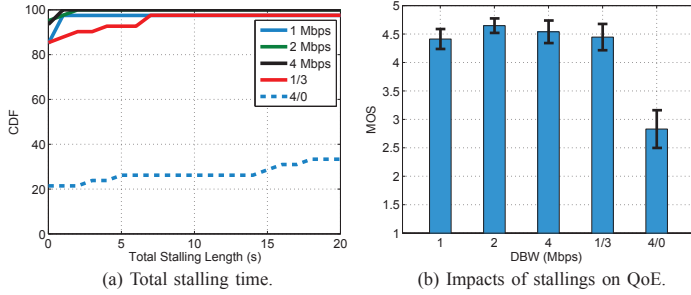 100
80
60
40
20
0
CDF
0 5 10 15 20
Total Stalling Length (s)
1 Mbps
2 Mbps
4 Mbps
1/3
4/0
(a) Total stalling time.
5
4.5
4
3.5
3
2.5
2
1.5
1
MOS
1 2 4 1/3 4/0
DBW (Mbps)
(b) Impacts of stallings on QoE.